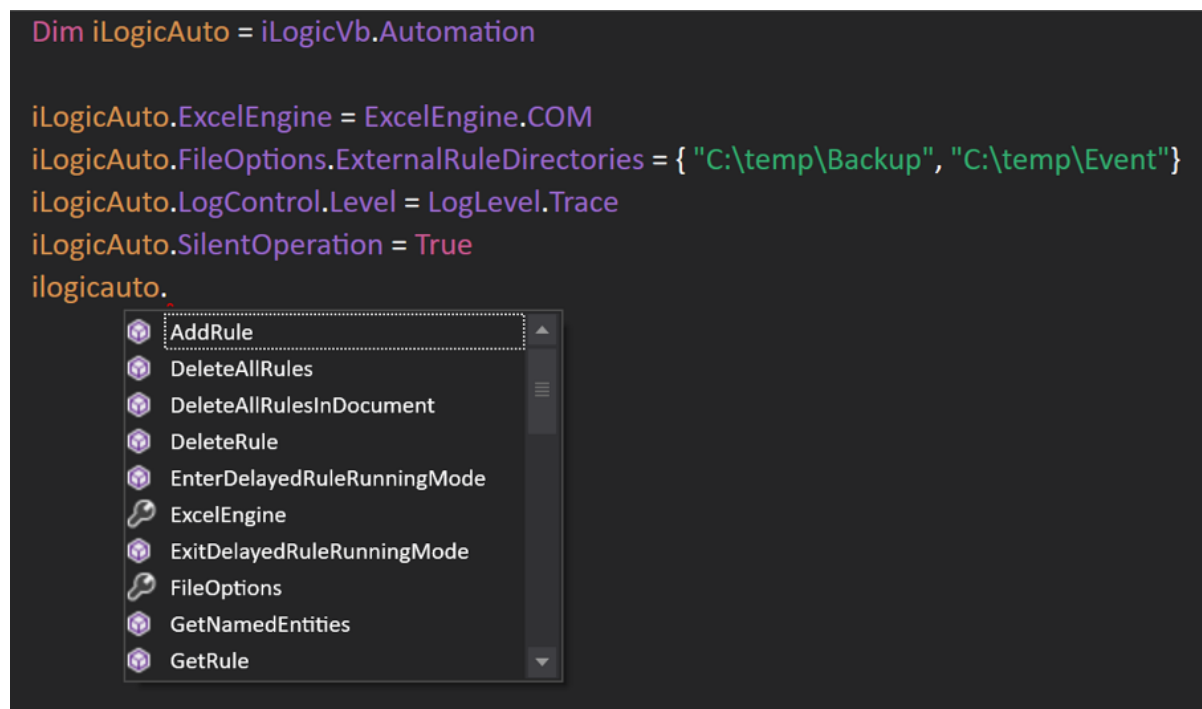 Dim iLogicAuto = iLogicVb.Automation
iLogicAuto.ExcelEngine = ExcelEngine.COM
iLogicAuto.FileOptions.ExternalRuleDirectories = { "C:\temp\Backup", "C:\temp\Event"}
iLogicAuto.LogControl.Level = LogLevel.Trace
iLogicAuto.SilentOperation = True
ilogicauto.
AddRule
DeleteAllRules
DeleteAllRulesInDocument
DeleteRule
EnterDelayedRuleRunningMode
ExcelEngine
ExitDelayedRuleRunningMode
FileOptions
GetNamedEntities
GetRule